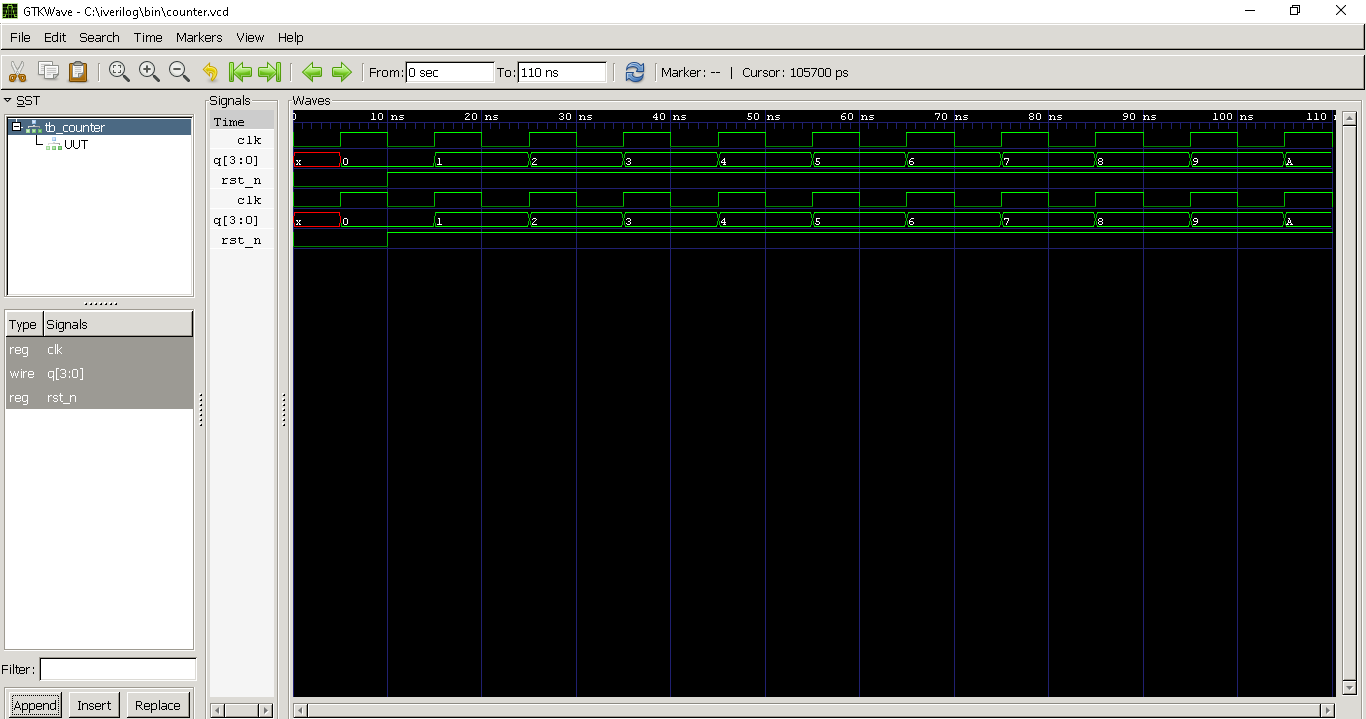 GTKWave - C:\iverilog\bin\counter.vcd
File Edit Search Time Markers View Help
From: 0 sec To: 110 ns Marker: -- | Cursor: 105700 ps
SST
tb_counter
UUT
Type Signals
reg clk
wire q[3:0]
reg rst_n
Filter:
Append Insert Replace
Signals
Time
clk
q[3:0]
rst_n
clk
q[3:0]
rst_n
Waves
0 10 ns 20 ns 30 ns 40 ns 50 ns 60 ns 70 ns 80 ns 90 ns 100 ns 110
x 0 1 2 3 4 5 6 7 8 9 A
x 0 1 2 3 4 5 6 7 8 9 A